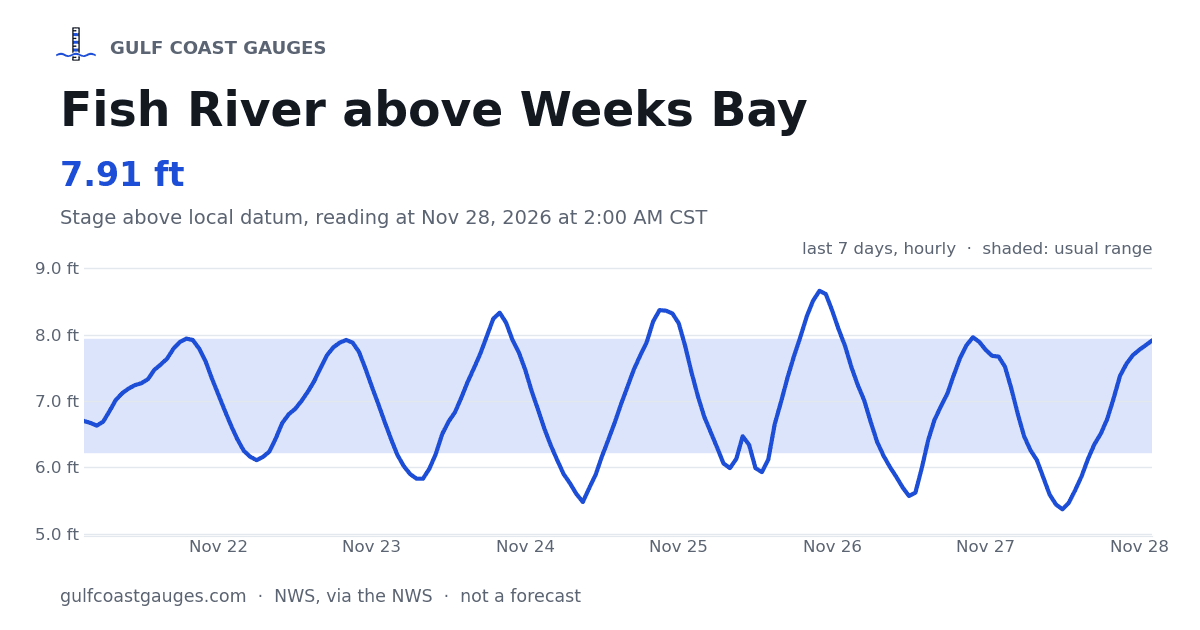 GULF COAST GAUGES
Fish River above Weeks Bay
7.91 ft
Stage above local datum, reading at Nov 28, 2026 at 2:00 AM CST
last 7 days, hourly · shaded: usual range
9.0 ft
8.0 ft
7.0 ft
6.0 ft
5.0 ft
Nov 22 Nov 23 Nov 24 Nov 25 Nov 26 Nov 27 Nov 28
gulfcoastgauges.com · NWS, via the NWS · not a forecast